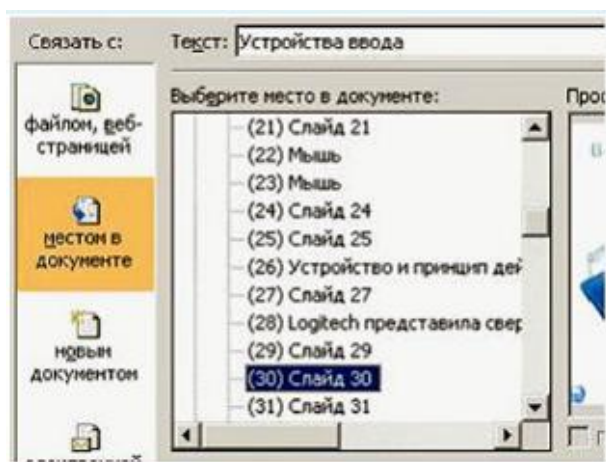 Связать с:
Текст: Устройства ввода
файлом, веб-
страницей
местом в
документе
новым
документом
Выберите место в документе:
(21) Слайд 21
(22) Мышь
(23) Мышь
(24) Слайд 24
(25) Слайд 25
(26) Устройство и принцип дей
(27) Слайд 27
(28) Logitech представила свер
(29) Слайд 29
(30) Слайд 30
(31) Слайд 31
Прос